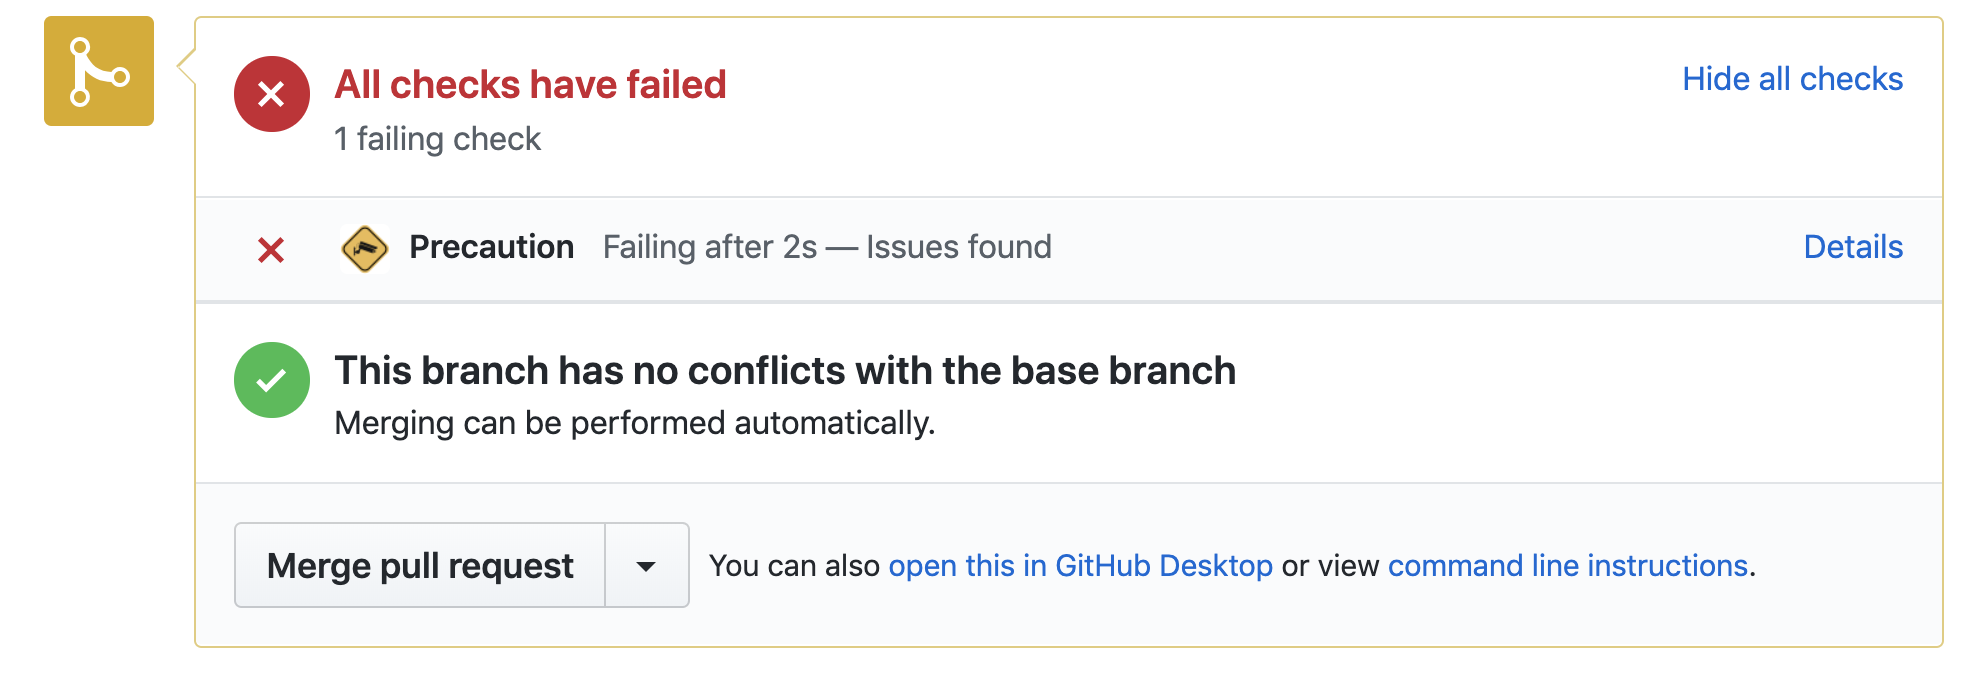 All checks have failed
Hide all checks
1 failing check
Precaution Failing after 2s — Issues found
Details
This branch has no conflicts with the base branch
Merging can be performed automatically.
Merge pull request
You can also open this in GitHub Desktop or view command line instructions.